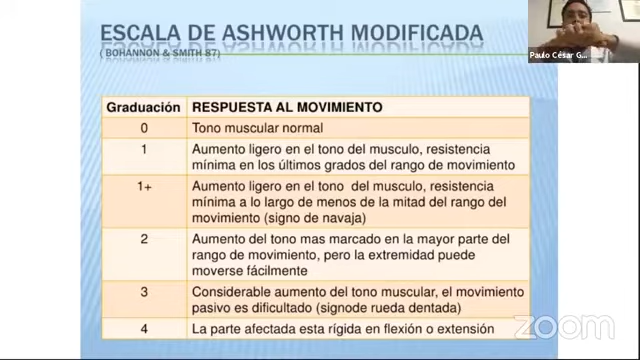 ESCALA DE ASHWORTH MODIFICADA
( BOHANNON & SMITH 87)
Paulo César G...
Graduación RESPUESTA AL MOVIMIENTO
0 Tono muscular normal
1 Aumento ligero en el tono del musculo, resistencia
mínima en los últimos grados del rango de movimiento
1+ Aumento ligero en el tono del musculo, resistencia
mínima a lo largo de menos de la mitad del rango del
movimiento (signo de navaja)
2 Aumento del tono mas marcado en la mayor parte del
rango de movimiento, pero la extremidad puede
moverse fácilmente
3 Considerable aumento del tono muscular, el movimiento
pasivo es dificultado (signode rueda dentada)
4 La parte afectada esta rígida en flexión o extensión
zoom